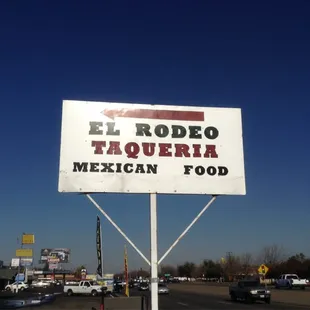 EL RODEO
TAQUERIA
MEXICAN FOOD